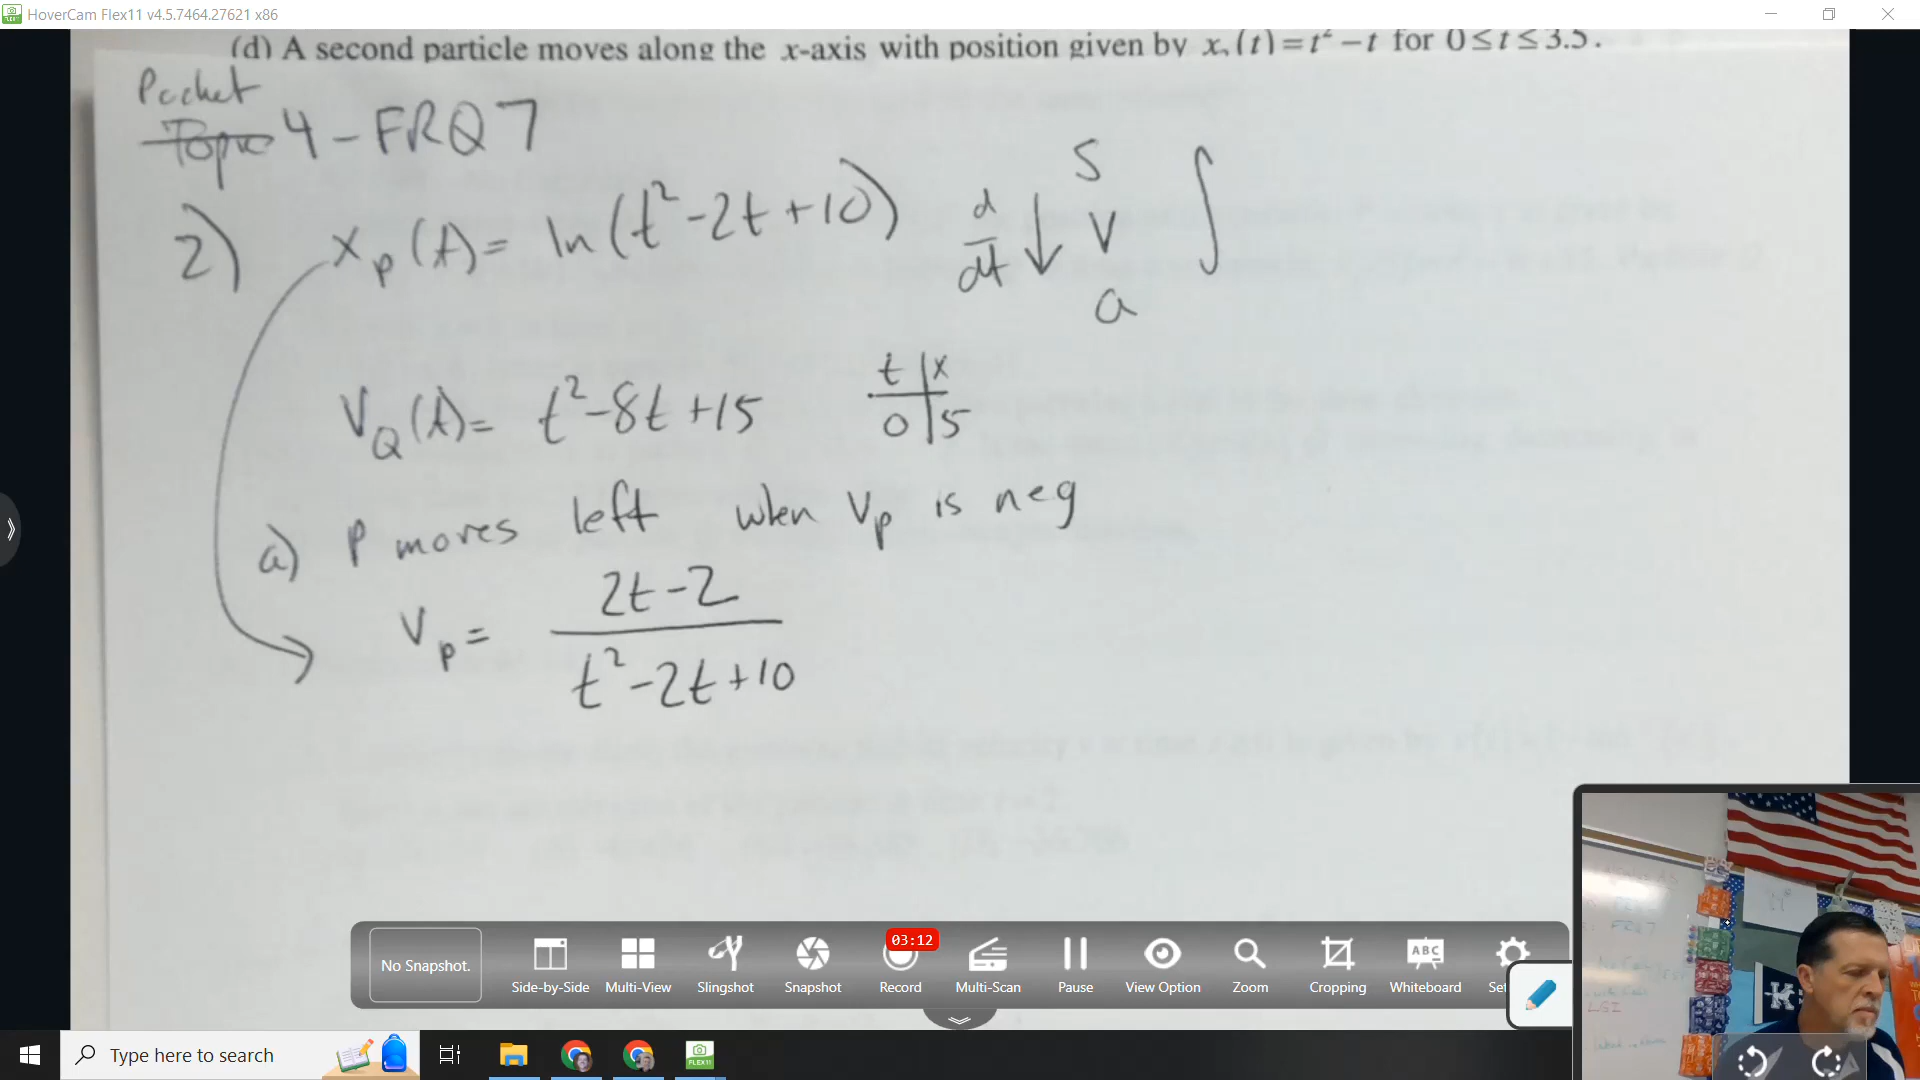 HoverCam Flex11 v4.5.7464.27621 x86
(d) A second particle moves along the x-axis with position given by x₂(t)=t²−t for 0≤t≤3.5.
Packet
Topic 4 - FRQ 7
2) xₚ(t) = ln(t²-2t+10)
d/dt ↓ S V a ∫
V_Q(t) = t²-8t+15
t | x
0 | 5
a) P moves left when Vₚ is neg
Vₚ = (2t-2)/(t²-2t+10)
No Snapshot.
Side-by-Side
Multi-View
Slingshot
Snapshot
03:12
Record
Multi-Scan
Pause
View Option
Zoom
Cropping
ABC
Whiteboard
Set
Type here to search
FLEX11
K